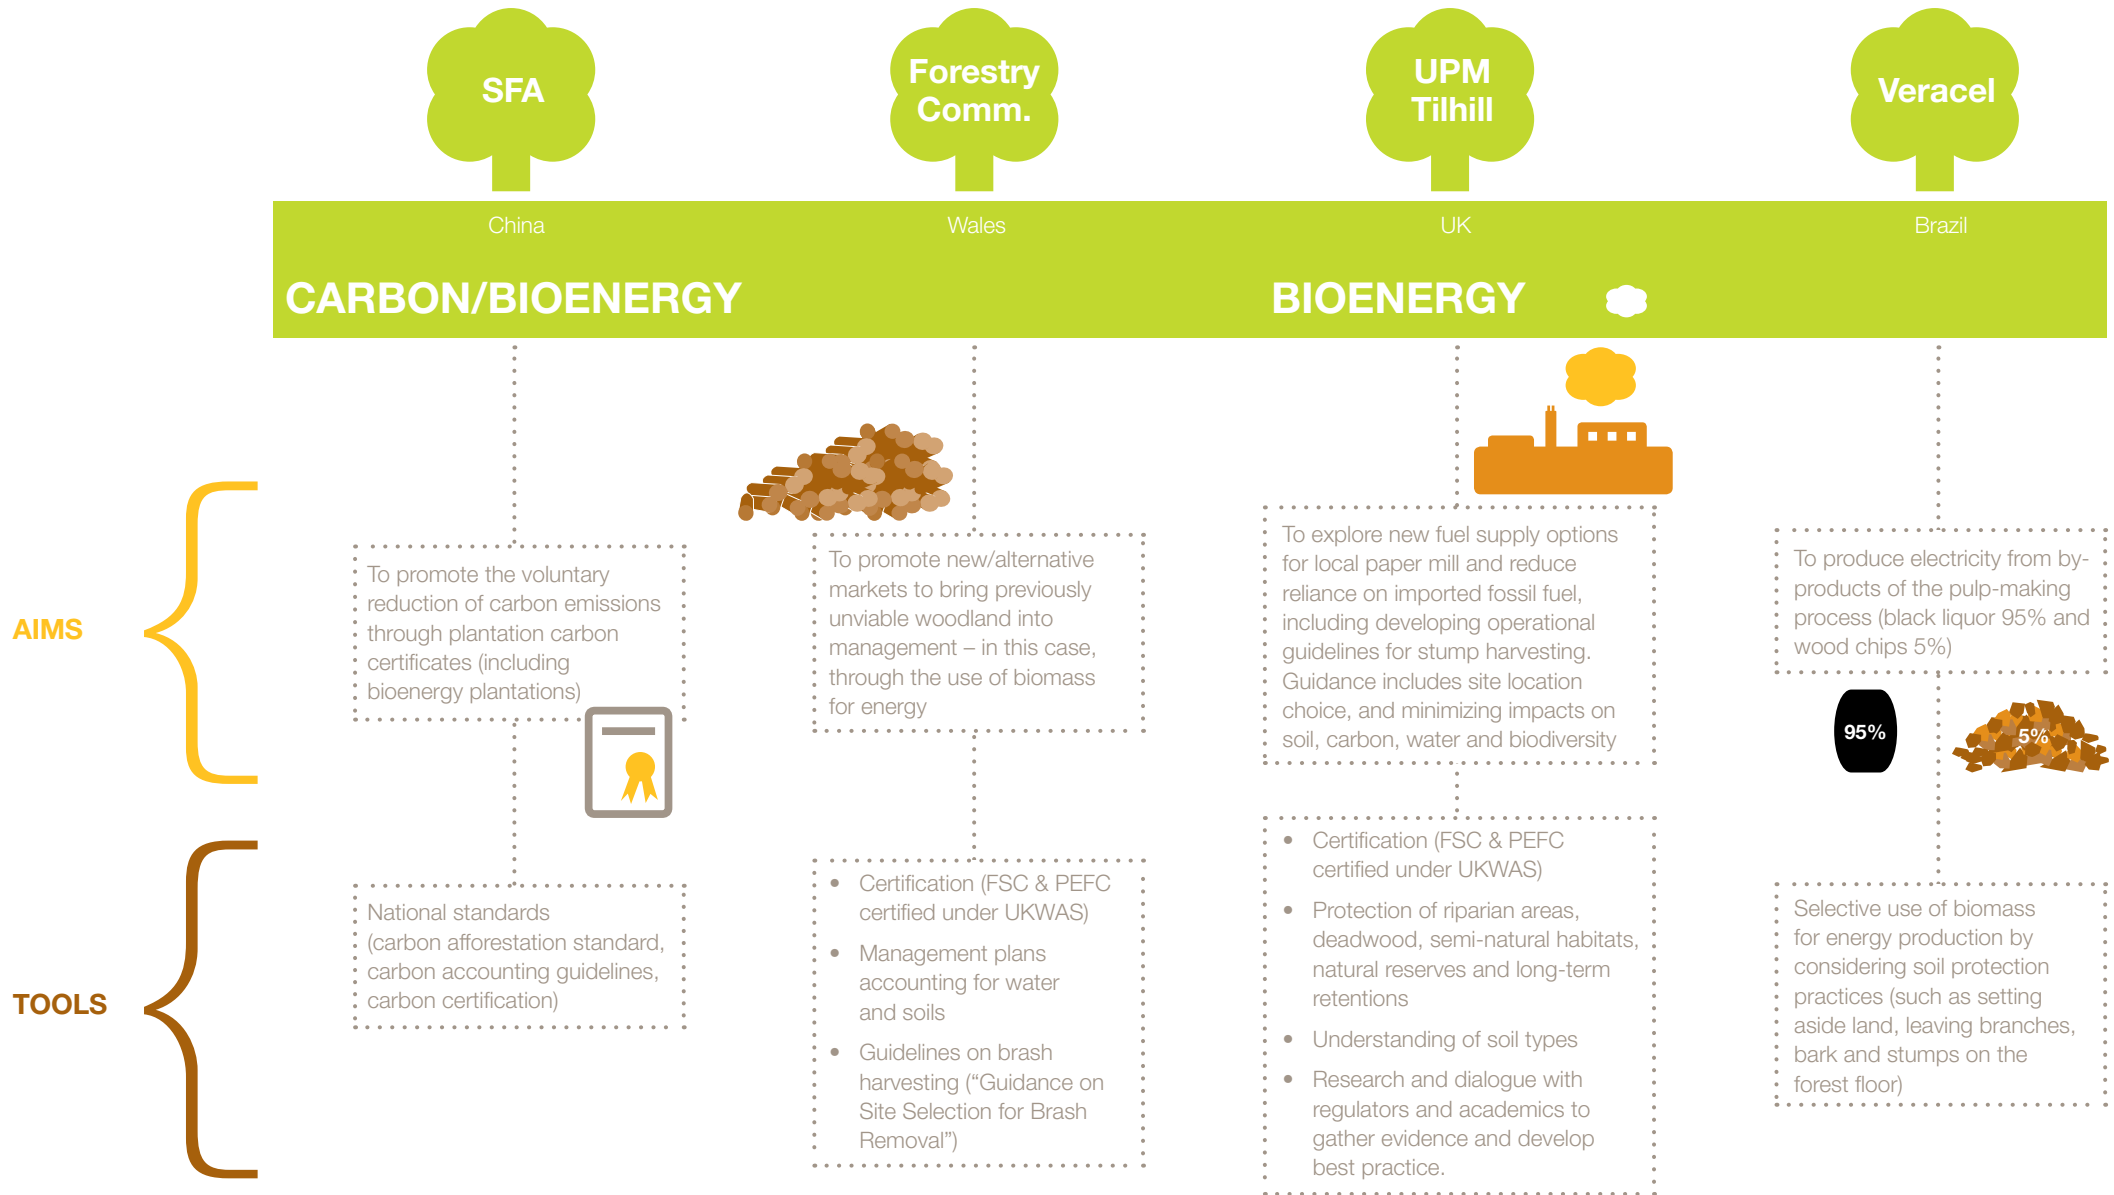 SFA
Forestry
Comm.
UPM
Tilhill
Veracel
China
Wales
UK
Brazil
CARBON/BIOENERGY
BIOENERGY
AIMS
To promote the voluntary
reduction of carbon emissions
through plantation carbon
certificates (including
bioenergy plantations)
To promote new/alternative
markets to bring previously
unviable woodland into
management – in this case,
through the use of biomass
for energy
To explore new fuel supply options
for local paper mill and reduce
reliance on imported fossil fuel,
including developing operational
guidelines for stump harvesting.
Guidance includes site location
choice, and minimizing impacts on
soil, carbon, water and biodiversity
To produce electricity from by-
products of the pulp-making
process (black liquor 95% and
wood chips 5%)
95%
5%
TOOLS
National standards
(carbon afforestation standard,
carbon accounting guidelines,
carbon certification)
• Certification (FSC & PEFC
certified under UKWAS)
• Management plans
accounting for water
and soils
• Guidelines on brash
harvesting (“Guidance on
Site Selection for Brash
Removal”)
• Certification (FSC & PEFC
certified under UKWAS)
• Protection of riparian areas,
deadwood, semi-natural habitats,
natural reserves and long-term
retentions
• Understanding of soil types
• Research and dialogue with
regulators and academics to
gather evidence and develop
best practice.
Selective use of biomass
for energy production by
considering soil protection
practices (such as setting
aside land, leaving branches,
bark and stumps on the
forest floor)